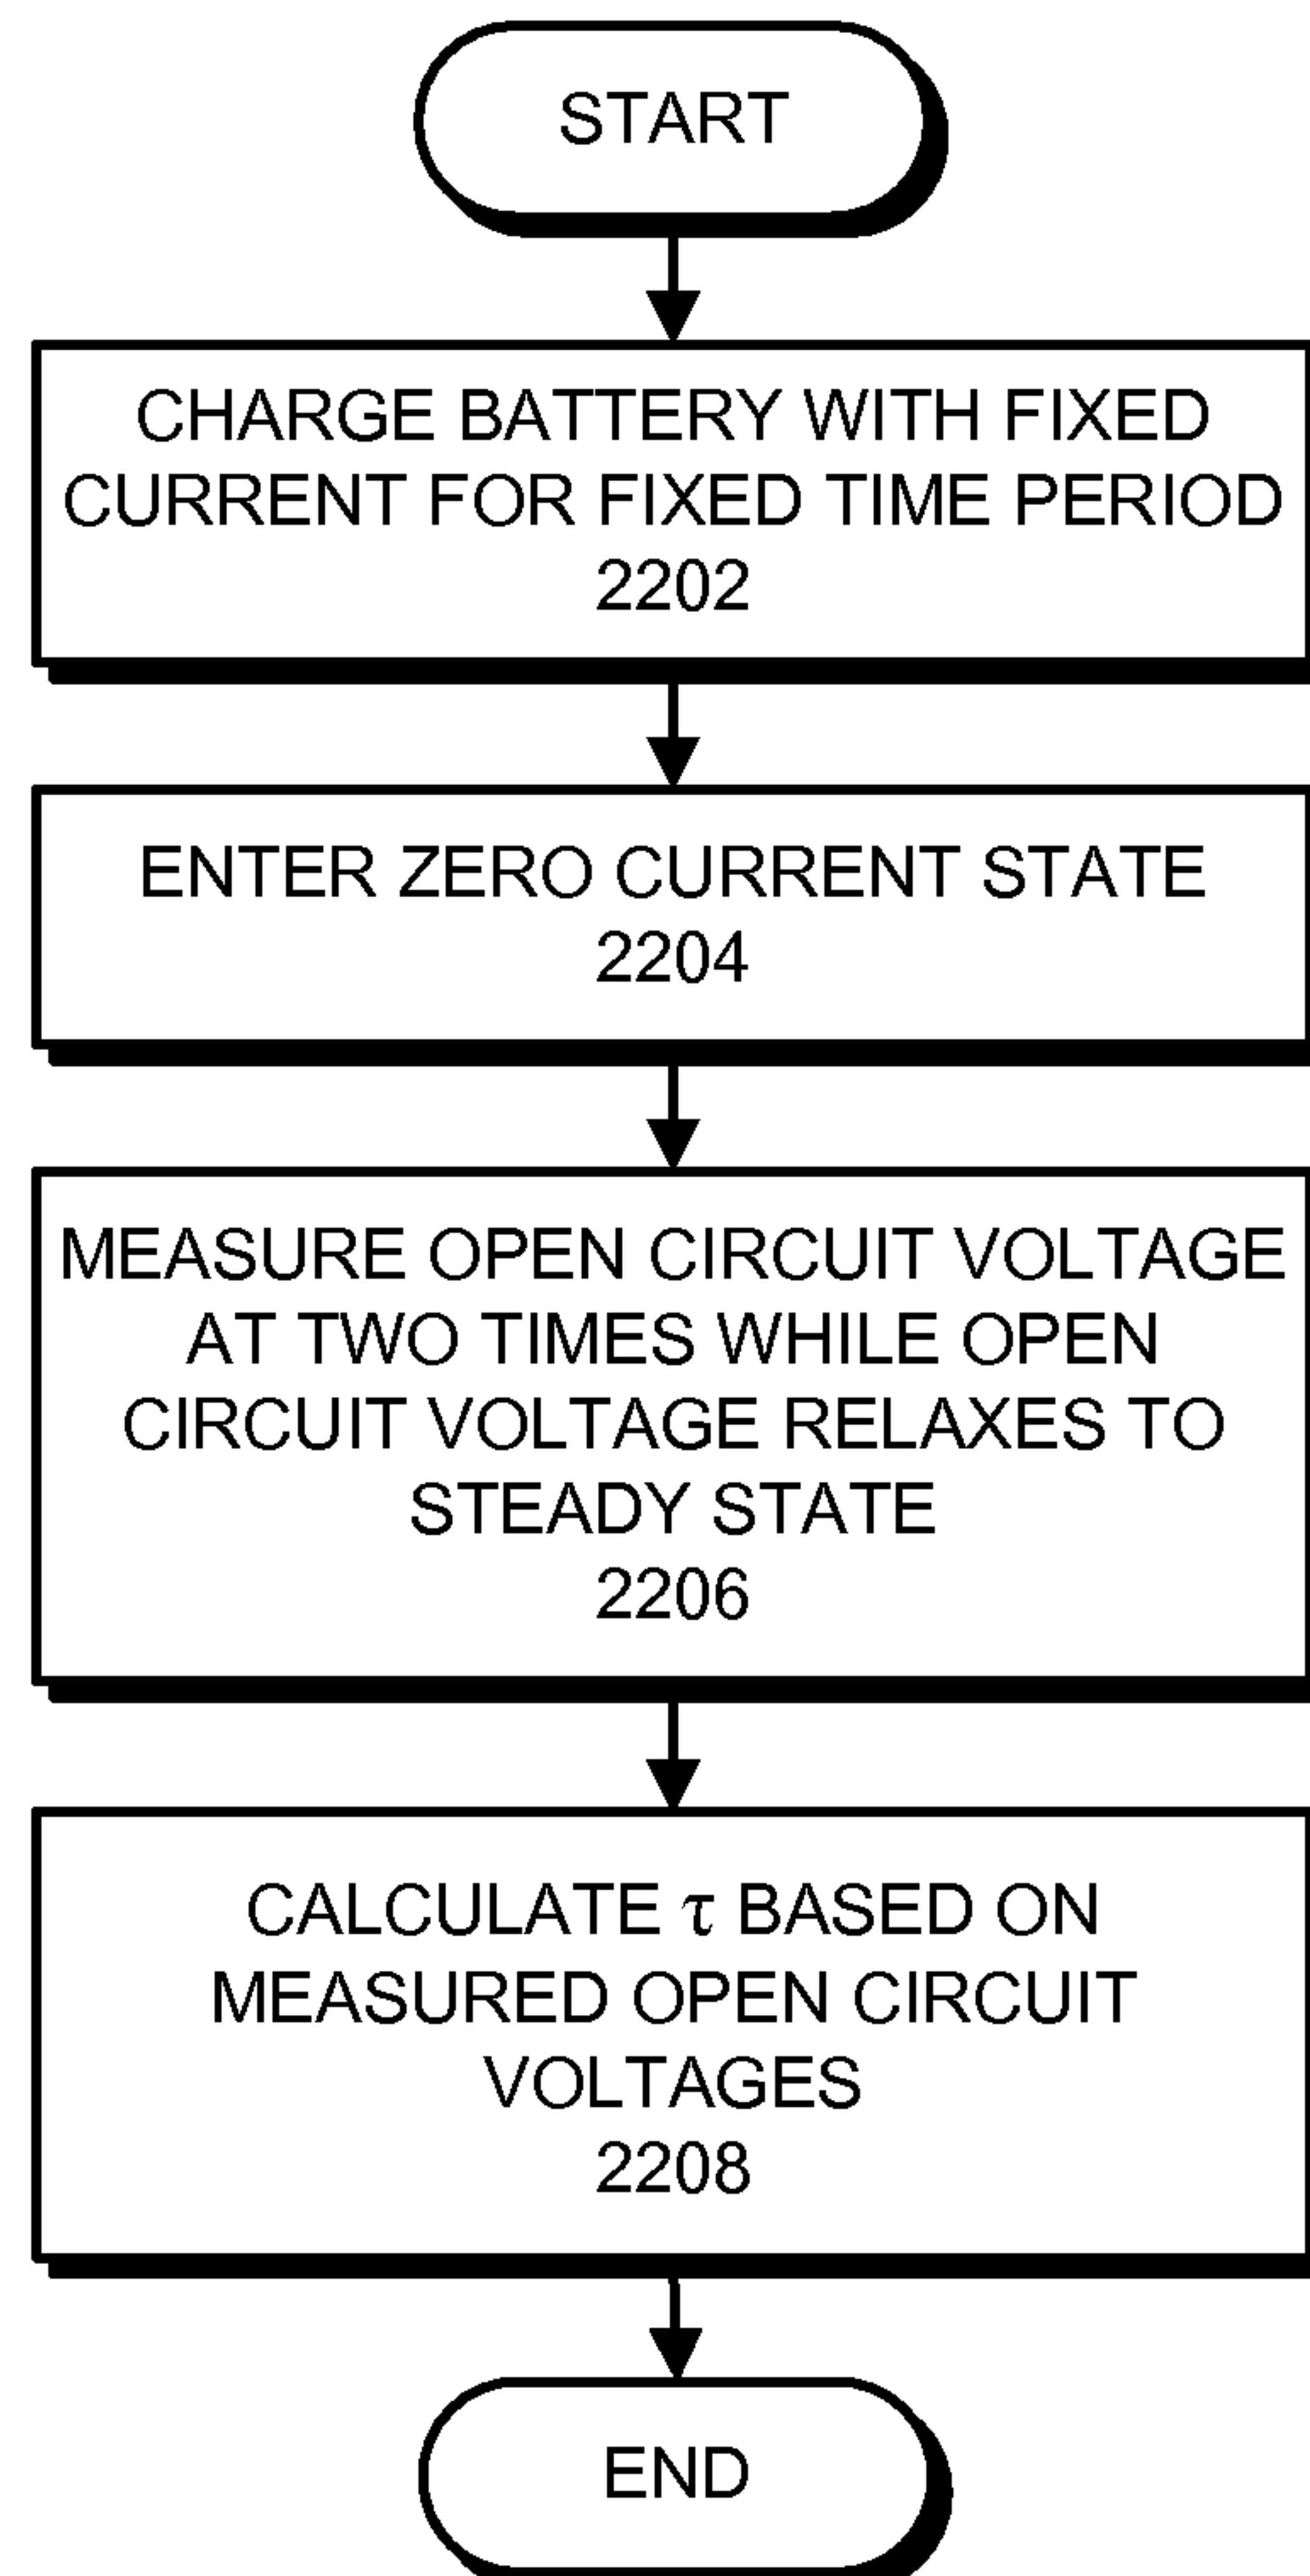 START
CHARGE BATTERY WITH FIXED
CURRENT FOR FIXED TIME PERIOD
2202
ENTER ZERO CURRENT STATE
2204
MEASURE OPEN CIRCUIT VOLTAGE
AT TWO TIMES WHILE OPEN
CIRCUIT VOLTAGE RELAXES TO
STEADY STATE
2206
CALCULATE τ BASED ON
MEASURED OPEN CIRCUIT
VOLTAGES
2208
END